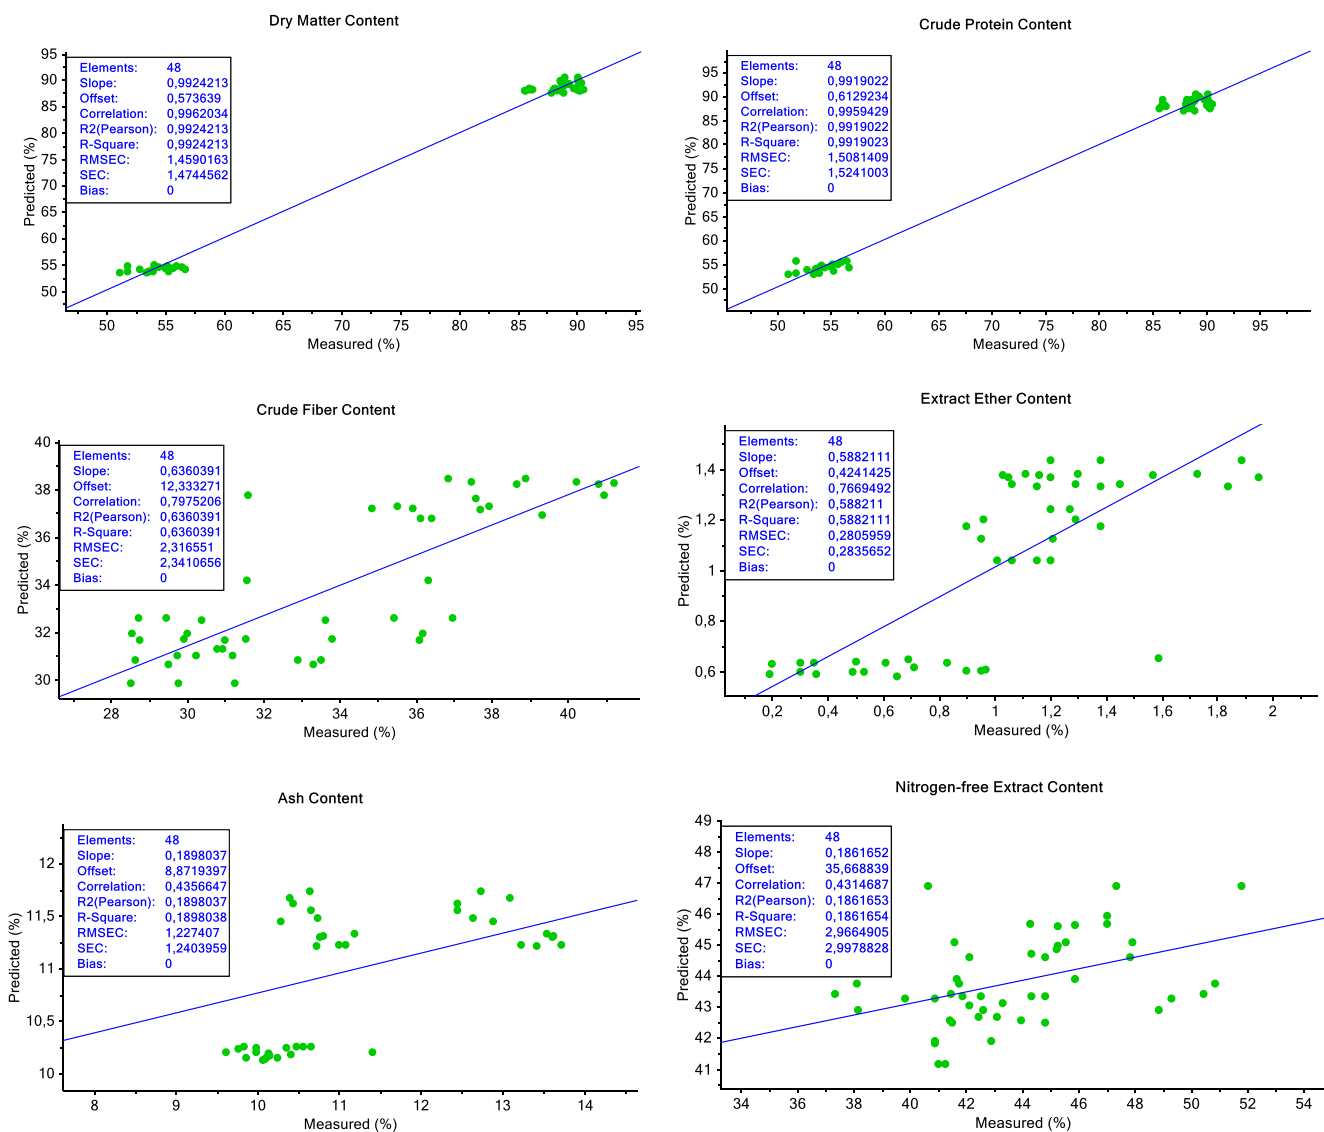 Dry Matter Content
Elements: 48
Slope: 0,9924213
Offset: 0,573639
Correlation: 0,9962034
R2(Pearson): 0,9924213
R-Square: 0,9924213
RMSEC: 1,4590163
SEC: 1,4744562
Bias: 0
Predicted (%)
95
90
85
80
75
70
65
60
55
50
50 55 60 65 70 75 80 85 90 95
Measured (%)
Crude Protein Content
Elements: 48
Slope: 0,9919022
Offset: 0,6129234
Correlation: 0,9959429
R2(Pearson): 0,9919022
R-Square: 0,9919023
RMSEC: 1,5081409
SEC: 1,5241003
Bias: 0
Predicted (%)
95
90
85
80
75
70
65
60
55
50
50 55 60 65 70 75 80 85 90 95
Measured (%)
Crude Fiber Content
Elements: 48
Slope: 0,6360391
Offset: 12,333271
Correlation: 0,7975206
R2(Pearson): 0,6360391
R-Square: 0,6360391
RMSEC: 2,316551
SEC: 2,3410656
Bias: 0
Predicted (%)
40
38
36
34
32
30
28 30 32 34 36 38 40
Measured (%)
Extract Ether Content
Elements: 48
Slope: 0,5882111
Offset: 0,4241425
Correlation: 0,7669492
R2(Pearson): 0,588211
R-Square: 0,5882111
RMSEC: 0,2805959
SEC: 0,2835652
Bias: 0
Predicted (%)
1,4
1,2
1
0,8
0,6
0,2 0,4 0,6 0,8 1 1,2 1,4 1,6 1,8 2
Measured (%)
Ash Content
Elements: 48
Slope: 0,1898037
Offset: 8,8719397
Correlation: 0,4356647
R2(Pearson): 0,1898037
R-Square: 0,1898038
RMSEC: 1,227407
SEC: 1,2403959
Bias: 0
Predicted (%)
12
11,5
11
10,5
10
8 9 10 11 12 13 14
Measured (%)
Nitrogen-free Extract Content
Elements: 48
Slope: 0,1861652
Offset: 35,668839
Correlation: 0,4314687
R2(Pearson): 0,1861653
R-Square: 0,1861654
RMSEC: 2,9664905
SEC: 2,9978828
Bias: 0
Predicted (%)
49
48
47
46
45
44
43
42
41
34 36 38 40 42 44 46 48 50 52 54
Measured (%)